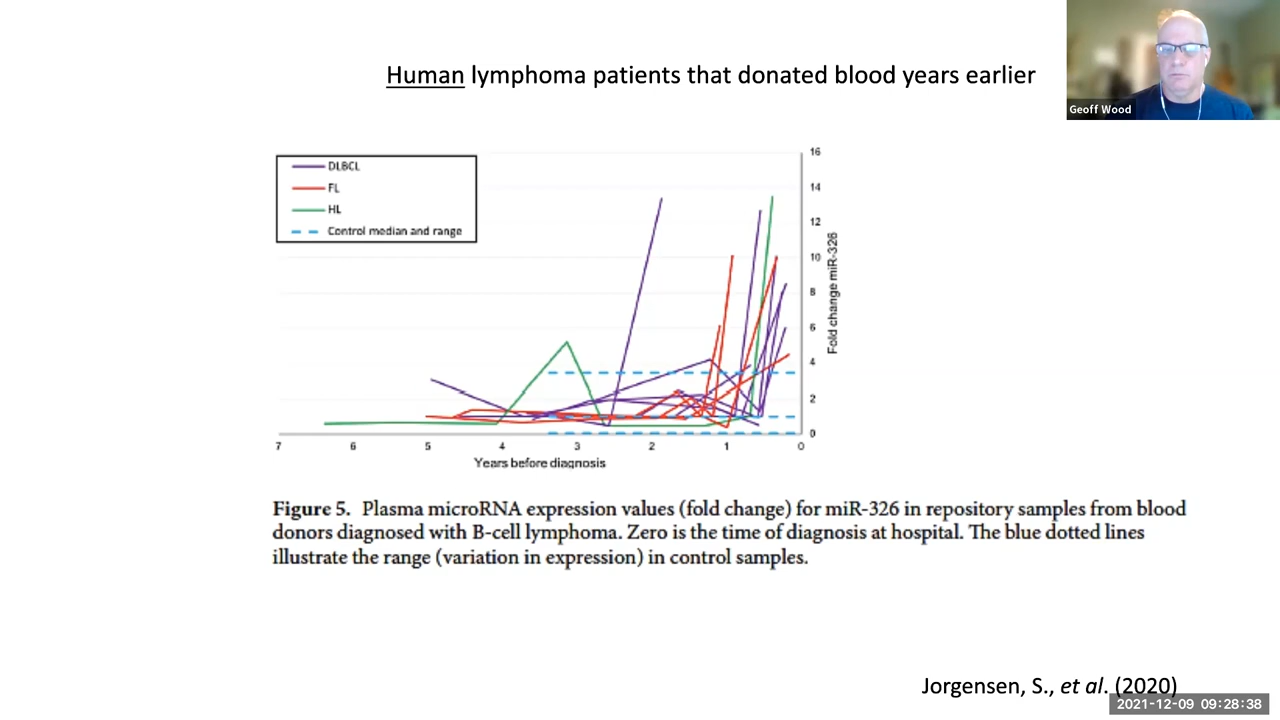 Human lymphoma patients that donated blood years earlier
Geoff Wood
DLBCL
FL
HL
Control median and range
16
14
12
10
8
6
4
2
0
Fold change miR-326
7 6 5 4 3 2 1 0
Years before diagnosis
Figure 5. Plasma microRNA expression values (fold change) for miR-326 in repository samples from blood
donors diagnosed with B-cell lymphoma. Zero is the time of diagnosis at hospital. The blue dotted lines
illustrate the range (variation in expression) in control samples.
Jorgensen, S., et al. (2020)
2021-12-09 09:28:38